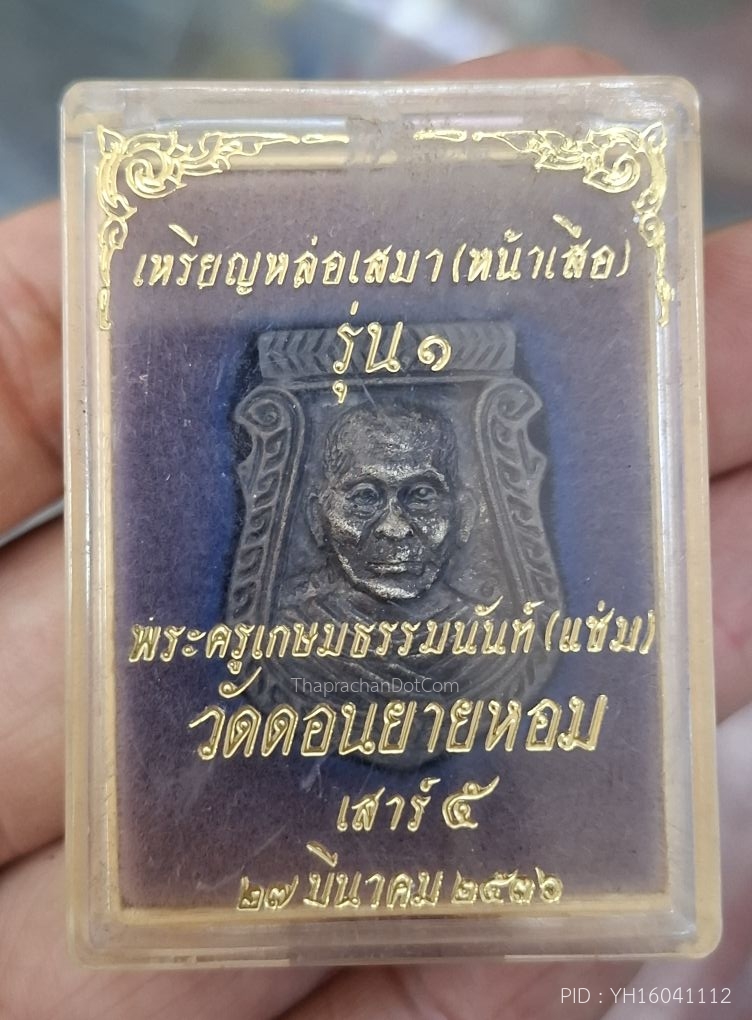 เหรียญหล่อเสมา(หน้าเสือ)
รุ่น ๑
พระครูเกษมธรรมนันท์(แช่ม)
ThaprachanDotCom
วัดดอนยายหอม
เสาร์ ๕
๒๗ มีนาคม ๒๕๓๖
PID : YH16041112